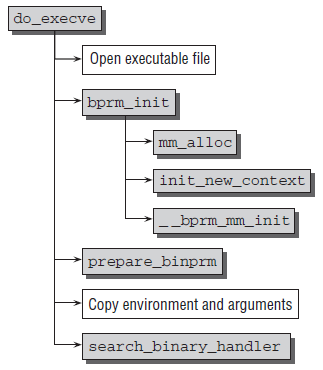 do_execve
Open executable file
bprm_init
mm_alloc
init_new_context
__bprm_mm_init
prepare_binprm
Copy environment and arguments
search_binary_handler